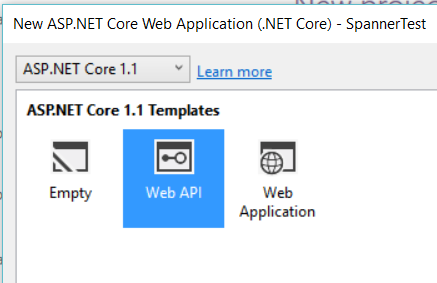 New ASP.NET Core Web Application (.NET Core) - SpannerTest
ASP.NET Core 1.1
Learn more
ASP.NET Core 1.1 Templates
Empty
Web API
Web
Application